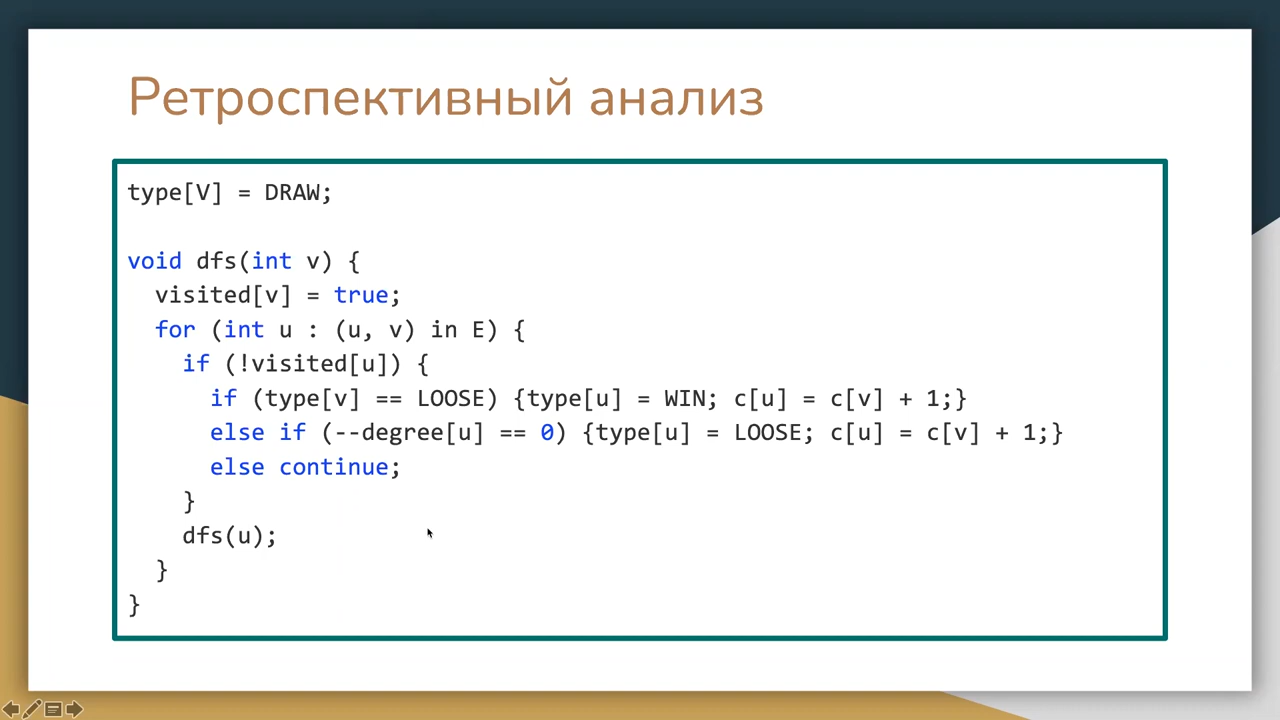 Ретроспективный анализ
type[V] = DRAW;
void dfs(int v) {
  visited[v] = true;
  for (int u : (u, v) in E) {
    if (!visited[u]) {
      if (type[v] == LOOSE) {type[u] = WIN; c[u] = c[v] + 1;}
      else if (--degree[u] == 0) {type[u] = LOOSE; c[u] = c[v] + 1;}
      else continue;
    }
    dfs(u);
  }
}